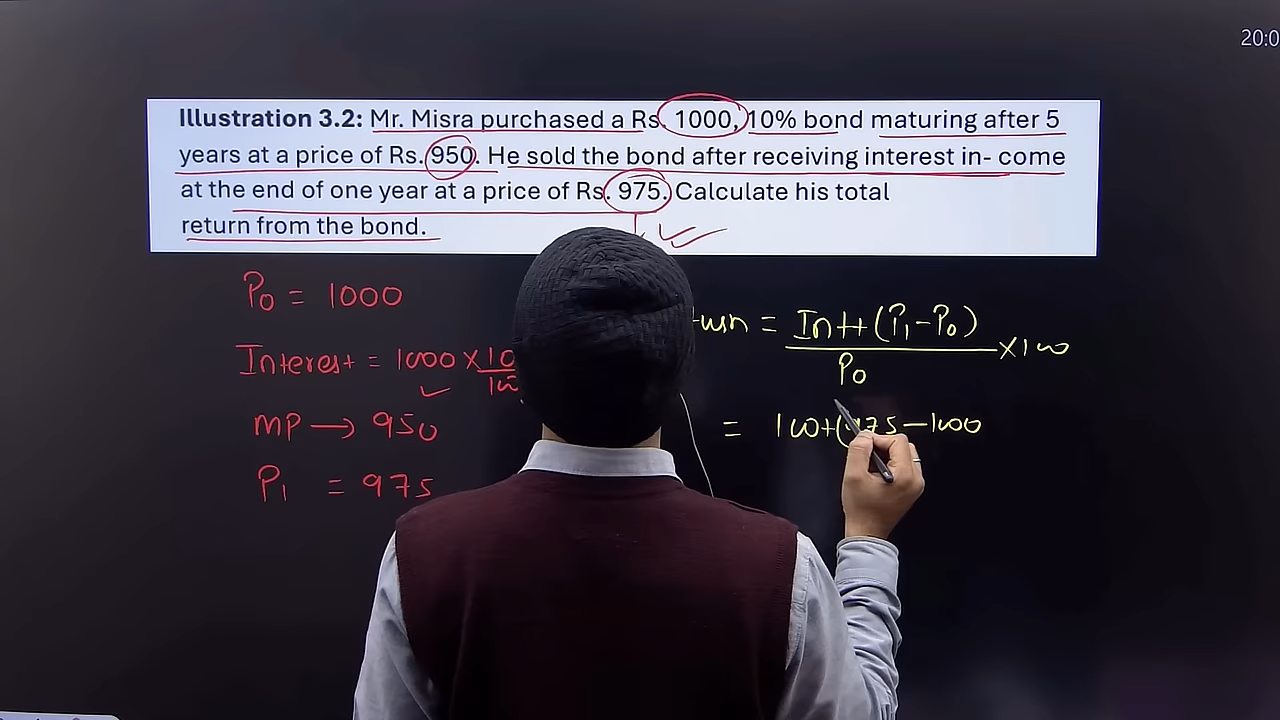 20:0
Illustration 3.2: Mr. Misra purchased a Rs. 1000, 10% bond maturing after 5
years at a price of Rs. 950. He sold the bond after receiving interest in- come
at the end of one year at a price of Rs. 975. Calculate his total
return from the bond.
P0 = 1000
Interest = 1000 × 10/10
MP → 950
P1 = 975
= Int+(P1-P0)/P0 ×100
= 100+(975-1000